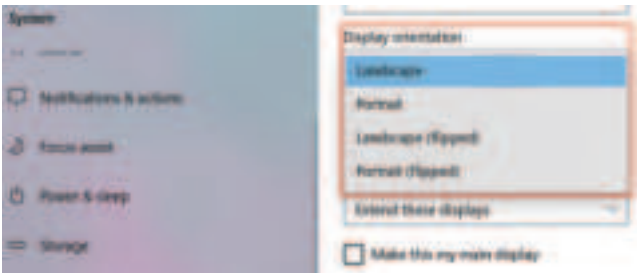 System
Notifications & actions
Focus assist
Power & sleep
Storage
Display orientation
Landscape
Portrait
Landscape (flipped)
Portrait (flipped)
Extend these displays
Make this my main display